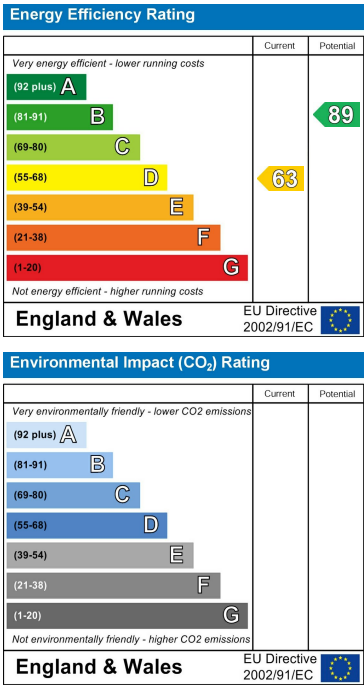 Energy Efficiency Rating
Current Potential
Very energy efficient - lower running costs
(92 plus) A
(81-91) B
89
(69-80) C
(55-68) D
63
(39-54) E
(21-38) F
(1-20) G
Not energy efficient - higher running costs
England & Wales
EU Directive
2002/91/EC
Environmental Impact (CO₂) Rating
Current Potential
Very environmentally friendly - lower CO2 emissions
(92 plus) A
(81-91) B
(69-80) C
(55-68) D
(39-54) E
(21-38) F
(1-20) G
Not environmentally friendly - higher CO2 emissions
England & Wales
EU Directive
2002/91/EC